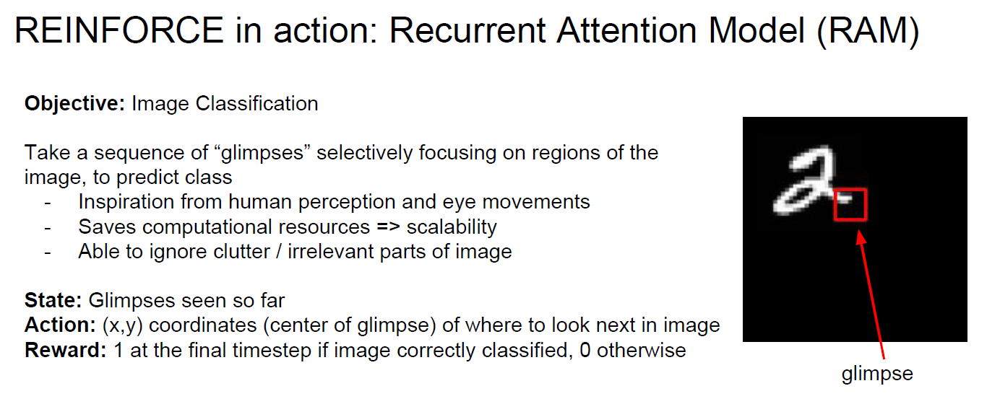 REINFORCE in action: Recurrent Attention Model (RAM)
Objective: Image Classification
Take a sequence of “glimpses” selectively focusing on regions of the
image, to predict class
- Inspiration from human perception and eye movements
- Saves computational resources => scalability
- Able to ignore clutter / irrelevant parts of image
State: Glimpses seen so far
Action: (x,y) coordinates (center of glimpse) of where to look next in image
Reward: 1 at the final timestep if image correctly classified, 0 otherwise
2
glimpse